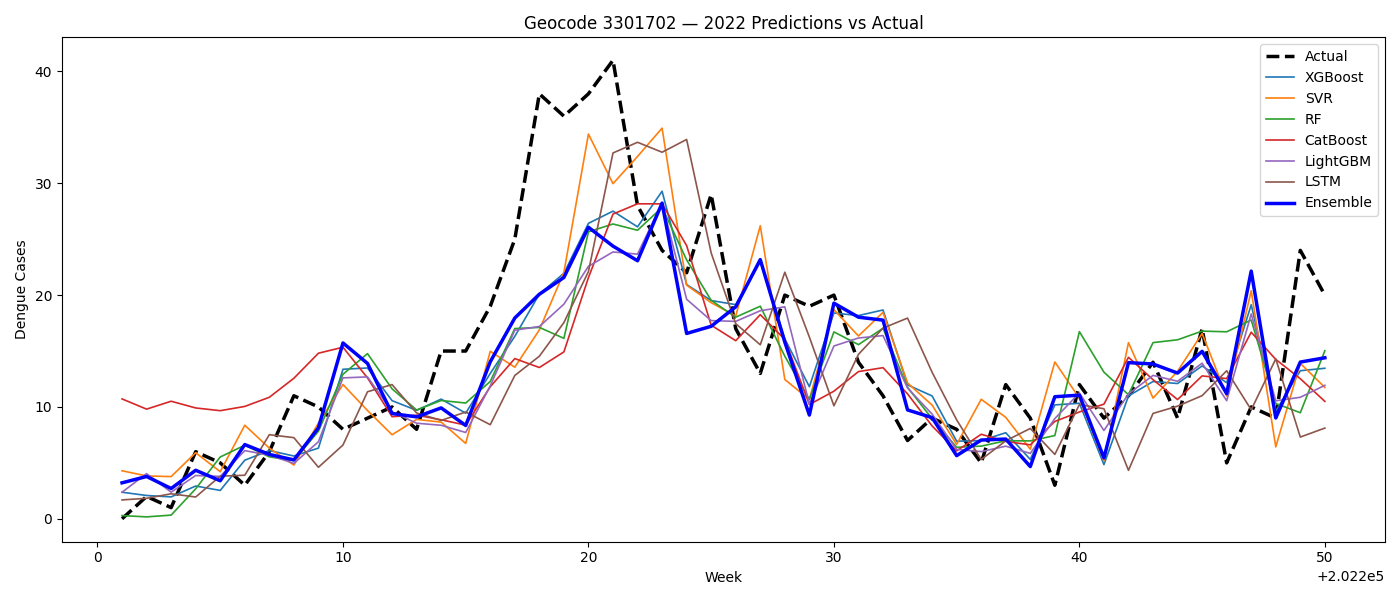 Geocode 3301702 — 2022 Predictions vs Actual
Dengue Cases
40
30
20
10
0
Actual
XGBoost
SVR
RF
CatBoost
LightGBM
LSTM
Ensemble
0 10 20 30 40 50
Week
+2.022e5